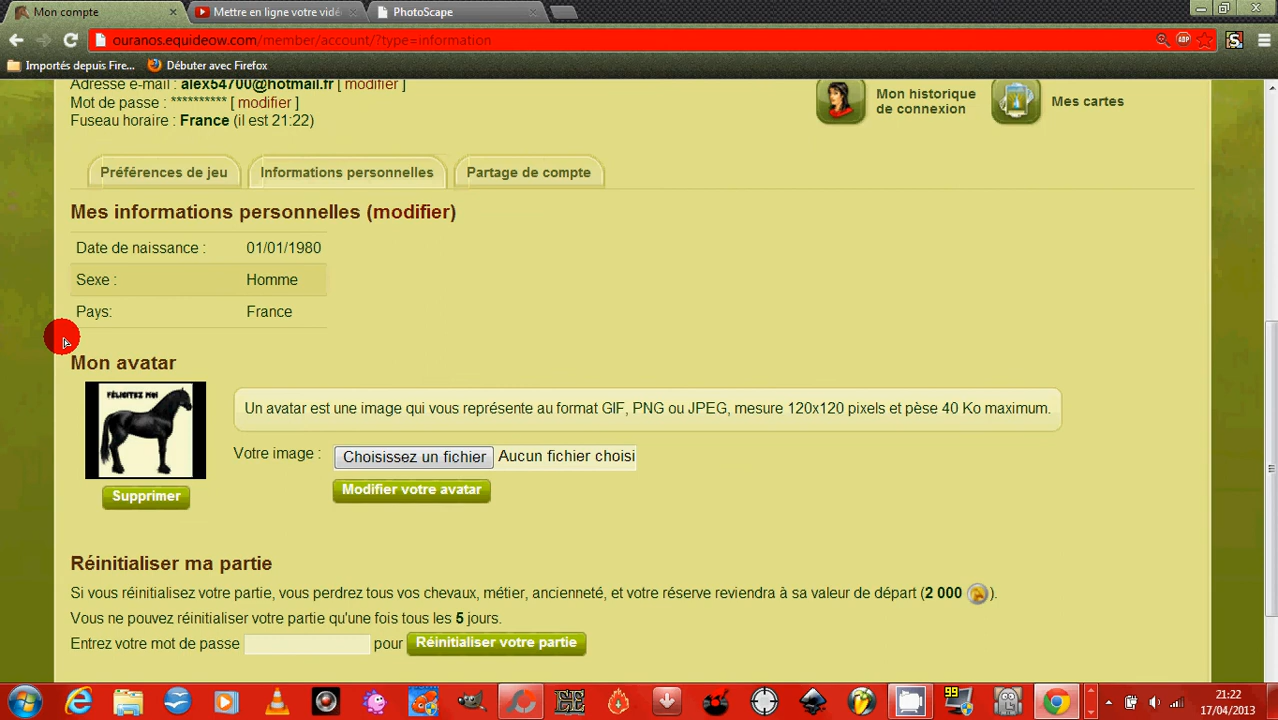 Mon compte
Mettre en ligne votre vidé
PhotoScape
ouranos.equideow.com/member/account/?type=information
Importés depuis Fire...
Débuter avec Firefox
Adresse e-mail : alex54700@hotmail.fr [ modifier ]
Mot de passe : ********** [ modifier ]
Fuseau horaire : France (il est 21:22)
Mon historique
de connexion
Mes cartes
Préférences de jeu
Informations personnelles
Partage de compte
Mes informations personnelles (modifier)
Date de naissance : 01/01/1980
Sexe : Homme
Pays: France
Mon avatar
FÉLICITEZ MOI
Un avatar est une image qui vous représente au format GIF, PNG ou JPEG, mesure 120x120 pixels et pèse 40 Ko maximum.
Votre image : Choisissez un fichier Aucun fichier choisi
Modifier votre avatar
Supprimer
Réinitialiser ma partie
Si vous réinitialisez votre partie, vous perdrez tous vos chevaux, métier, ancienneté, et votre réserve reviendra à sa valeur de départ (2 000 ).
Vous ne pouvez réinitialiser votre partie qu'une fois tous les 5 jours.
Entrez votre mot de passe pour Réinitialiser votre partie
99
21:22
17/04/2013